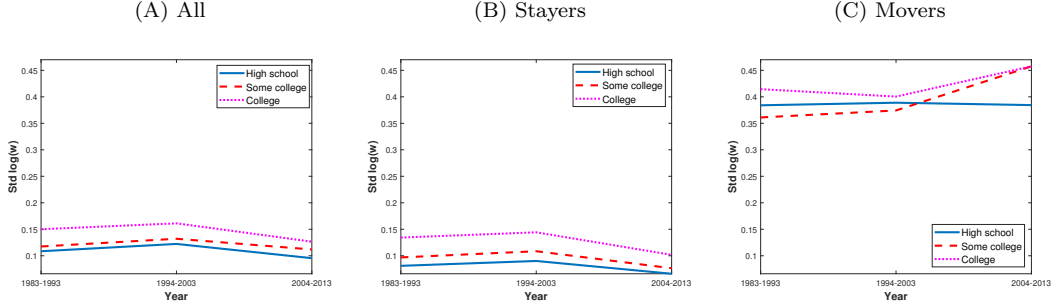 (A) All
(B) Stayers
(C) Movers
0.45
0.4
0.35
0.3
0.25
0.2
0.15
0.1
Std log(w)
High school
Some college
College
1983-1993
1994-2003
2004-2013
Year
0.45
0.4
0.35
0.3
0.25
0.2
0.15
0.1
Std log(w)
High school
Some college
College
1983-1993
1994-2003
2004-2013
Year
0.45
0.4
0.35
0.3
0.25
0.2
0.15
0.1
Std log(w)
High school
Some college
College
1983-1993
1994-2003
2004-2013
Year